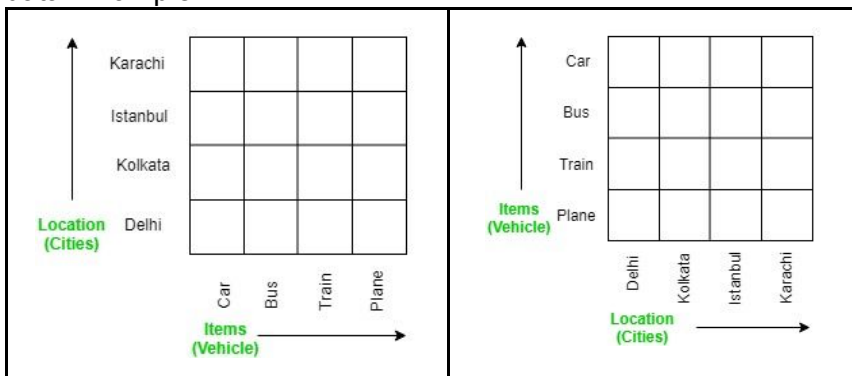 Karachi
Istanbul
Kolkata
Location
(Cities)
Delhi
Car
Bus
Train
Plane
Items
(Vehicle)
Car
Bus
Train
Items
(Vehicle)
Plane
Delhi
Kolkata
Istanbul
Karachi
Location
(Cities)